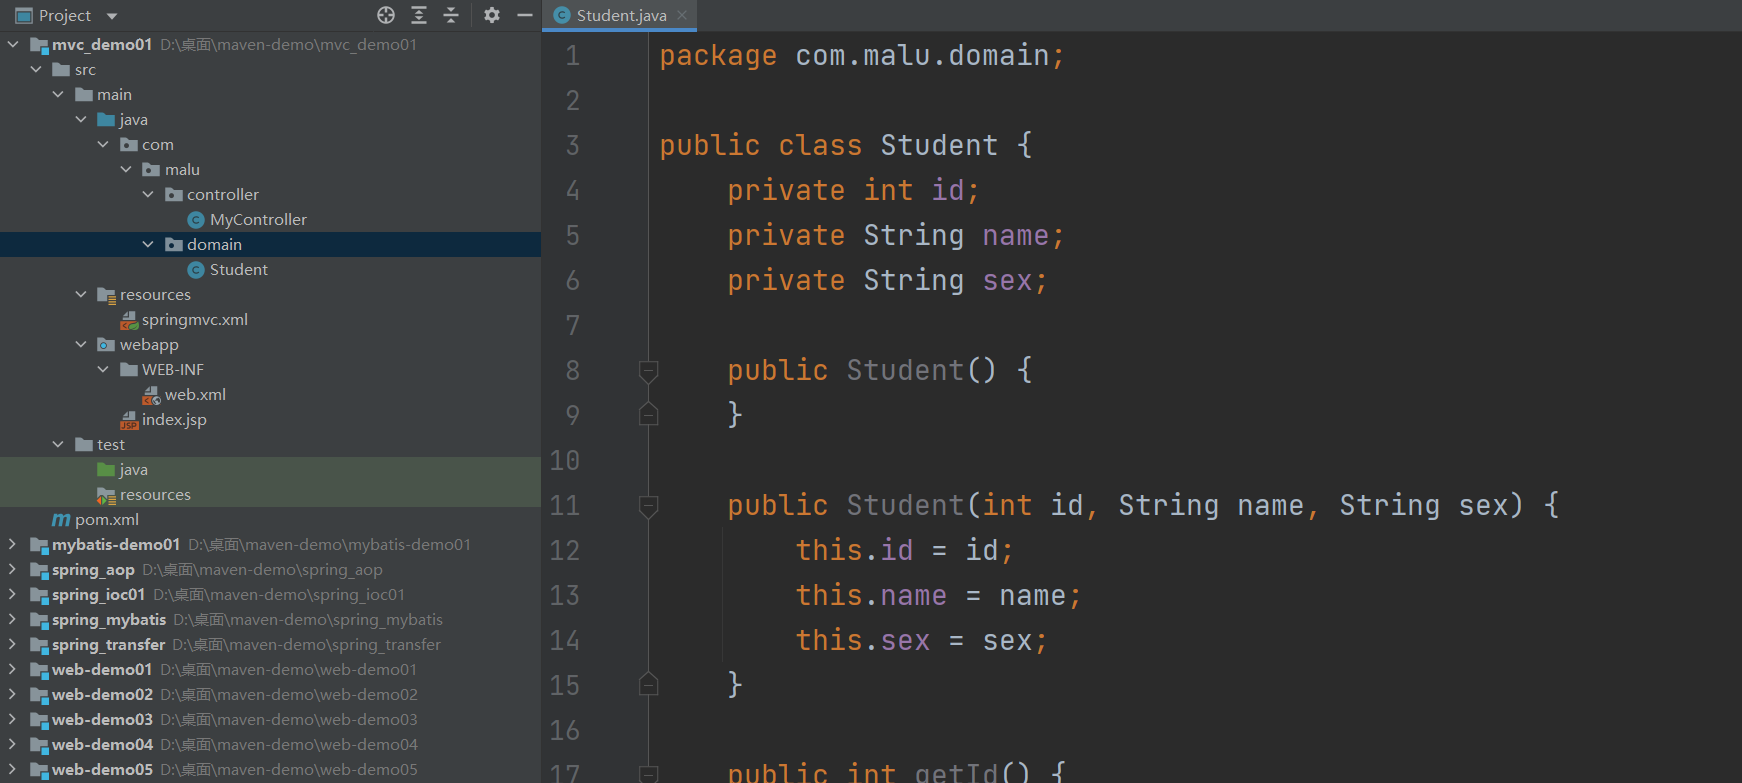 Project
mvc_demo01 D:\桌面\maven-demo\mvc_demo01
src
main
java
com
malu
controller
MyController
domain
Student
resources
springmvc.xml
webapp
WEB-INF
web.xml
index.jsp
test
java
resources
pom.xml
mybatis-demo01 D:\桌面\maven-demo\mybatis-demo01
spring_aop D:\桌面\maven-demo\spring_aop
spring_ioc01 D:\桌面\maven-demo\spring_ioc01
spring_mybatis D:\桌面\maven-demo\spring_mybatis
spring_transfer D:\桌面\maven-demo\spring_transfer
web-demo01 D:\桌面\maven-demo\web-demo01
web-demo02 D:\桌面\maven-demo\web-demo02
web-demo03 D:\桌面\maven-demo\web-demo03
web-demo04 D:\桌面\maven-demo\web-demo04
web-demo05 D:\桌面\maven-demo\web-demo05
Student.java
1 package com.malu.domain;
2
3 public class Student {
4 private int id;
5 private String name;
6 private String sex;
7
8 public Student() {
9 }
10
11 public Student(int id, String name, String sex) {
12 this.id = id;
13 this.name = name;
14 this.sex = sex;
15 }
16
17 public int getId() {